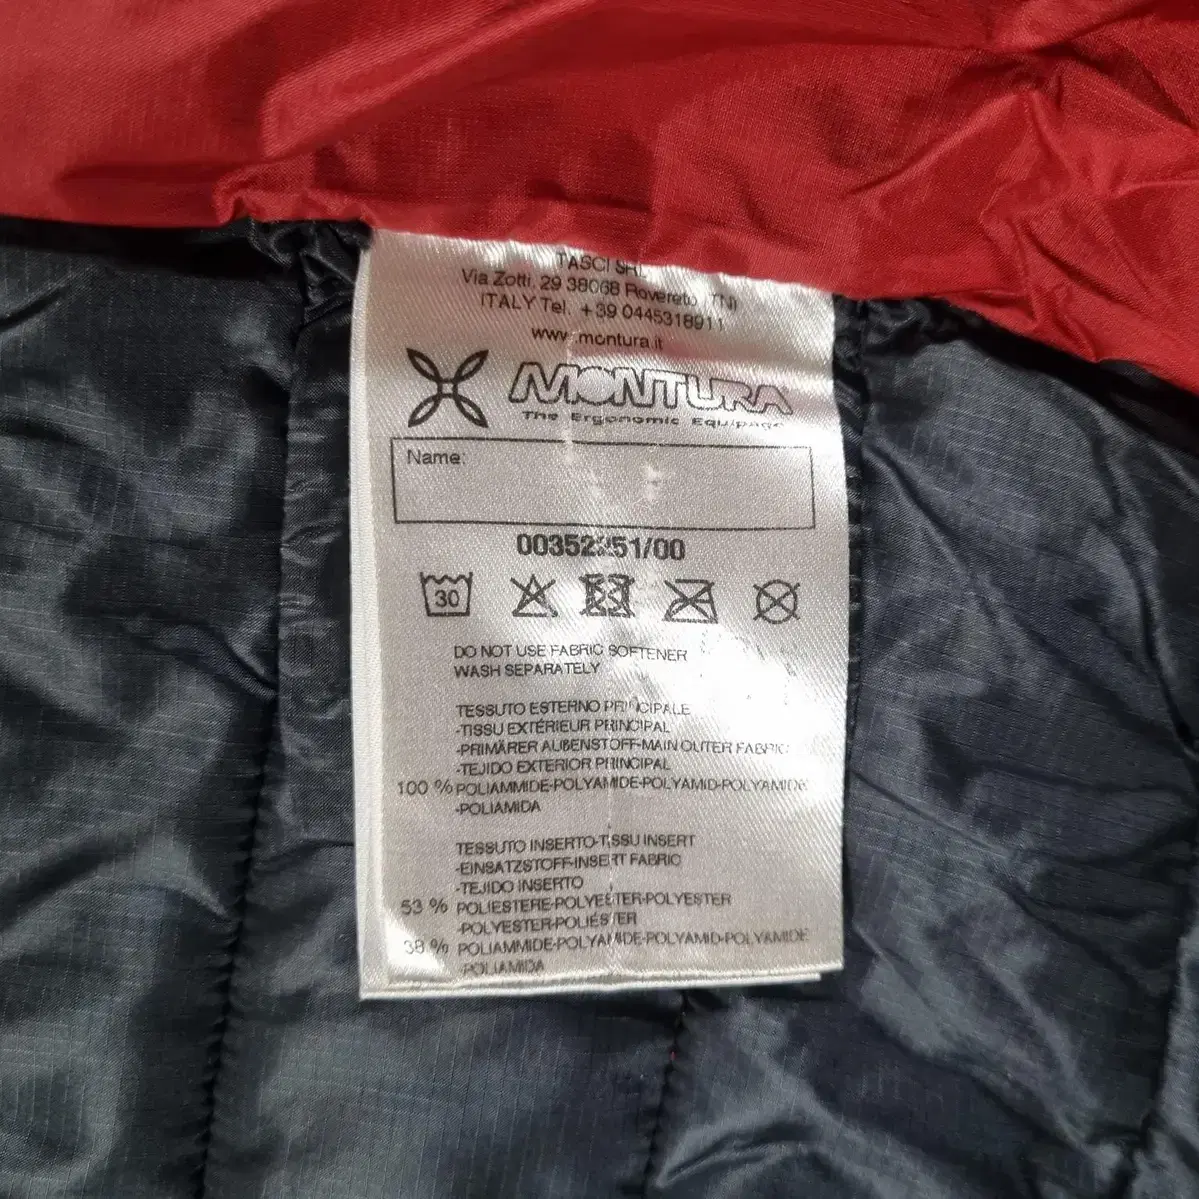 TASCI SRL
Via Zotti, 29 38068 Rovereto (TN)
ITALY Tel. +39 0445318911
www.montura.it
MONTURA
The Ergonomic Equipage
Name:
30
DO NOT USE FABRIC SOFTENER
WASH SEPARATELY
TESSUTO ESTERNO PRINCIPALE
-TISSU EXTÉRIEUR PRINCIPAL
-PRIMÄRER AUßENSTOFF-MAIN OUTER FABRIC
-TEJIDO EXTERIOR PRINCIPAL
100 % POLIAMMIDE-POLYAMIDE-POLYAMID-POLYAMIDE
-POLIAMIDA
TESSUTO INSERTO-TISSU INSERT
-EINSATZSTOFF-INSERT FABRIC
-TEJIDO INSERTO
53 % POLIESTERE-POLYESTER-POLYESTER
-POLYESTER-POLIÉSTER
38 % POLIAMMIDE-POLYAMIDE-POLYAMID-POLYAMIDE
-POLIAMIDA